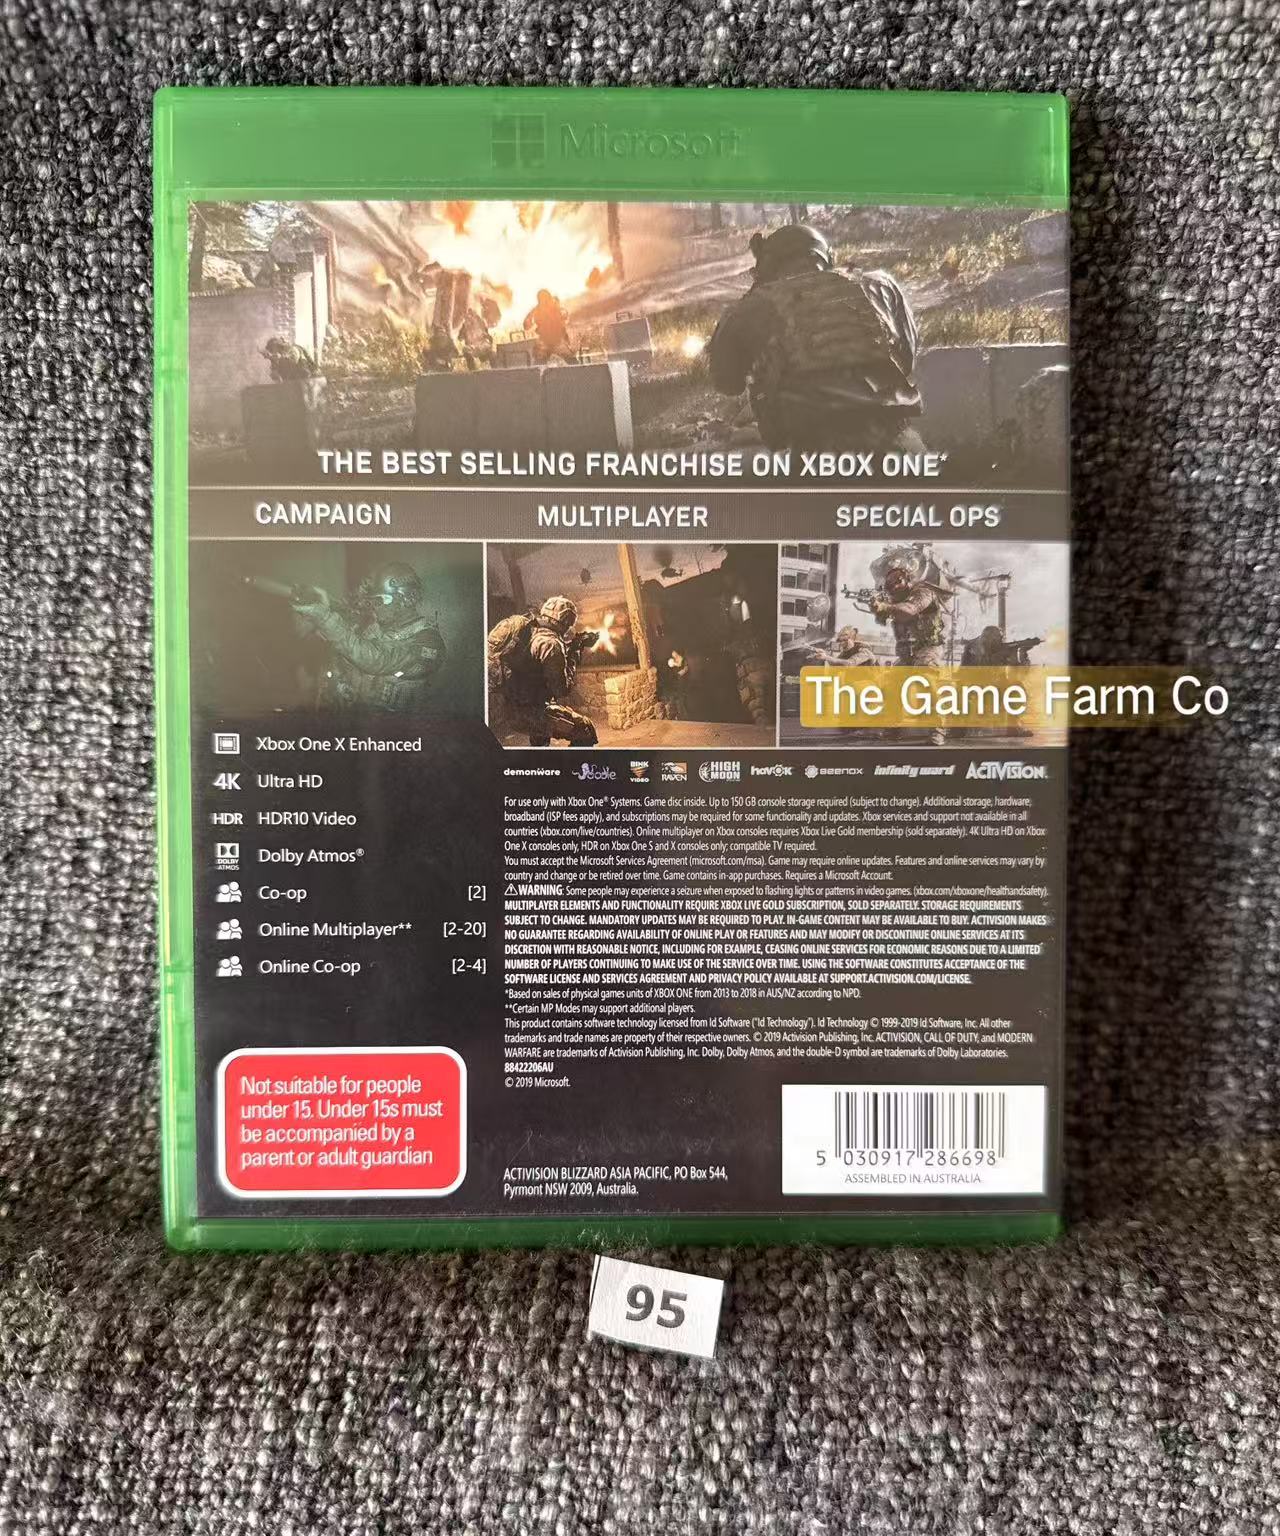 Microsoft
THE BEST SELLING FRANCHISE ON XBOX ONE*
CAMPAIGN
MULTIPLAYER
SPECIAL OPS
The Game Farm Co
Xbox One X Enhanced
4K Ultra HD
HDR HDR10 Video
DOLBY ATMOS Dolby Atmos®
Co-op [2]
Online Multiplayer** [2-20]
Online Co-op [2-4]
demonware BINK VIDEO RAVEN HIGH MOON havok BEENOX infinity ward ACTIVISION.
For use only with Xbox One® Systems. Game disc inside. Up to 150 GB console storage required (subject to change). Additional storage, hardware,
broadband (ISP fees apply), and subscriptions may be required for some functionality and updates. Xbox services and support not available in all
countries (xbox.com/live/countries). Online multiplayer on Xbox consoles requires Xbox Live Gold membership (sold separately). 4K Ultra HD on Xbox
One X consoles only, HDR on Xbox One S and X consoles only; compatible TV required.
You must accept the Microsoft Services Agreement (microsoft.com/msa). Game may require online updates. Features and online services may vary by
country and change or be retired over time. Game contains in-app purchases. Requires a Microsoft Account.
⚠WARNING: Some people may experience a seizure when exposed to flashing lights or patterns in video games. (xbox.com/xboxone/healthandsafety).
MULTIPLAYER ELEMENTS AND FUNCTIONALITY REQUIRE XBOX LIVE GOLD SUBSCRIPTION, SOLD SEPARATELY. STORAGE REQUIREMENTS
SUBJECT TO CHANGE. MANDATORY UPDATES MAY BE REQUIRED TO PLAY. IN-GAME CONTENT MAY BE AVAILABLE TO BUY. ACTIVISION MAKES
NO GUARANTEE REGARDING AVAILABILITY OF ONLINE PLAY OR FEATURES AND MAY MODIFY OR DISCONTINUE ONLINE SERVICES AT ITS
DISCRETION WITH REASONABLE NOTICE, INCLUDING FOR EXAMPLE, CEASING ONLINE SERVICES FOR ECONOMIC REASONS DUE TO A LIMITED
NUMBER OF PLAYERS CONTINUING TO MAKE USE OF THE SERVICE OVER TIME. USING THE SOFTWARE CONSTITUTES ACCEPTANCE OF THE
SOFTWARE LICENSE AND SERVICES AGREEMENT AND PRIVACY POLICY AVAILABLE AT SUPPORT.ACTIVISION.COM/LICENSE.
*Based on sales of physical games units of XBOX ONE from 2013 to 2018 in AUS/NZ according to NPD.
**Certain MP Modes may support additional players.
This product contains software technology licensed from Id Software ("Id Technology"). Id Technology © 1999-2019 Id Software, Inc. All other
trademarks and trade names are property of their respective owners. © 2019 Activision Publishing, Inc. ACTIVISION, CALL OF DUTY, and MODERN
WARFARE are trademarks of Activision Publishing, Inc. Dolby, Dolby Atmos, and the double-D symbol are trademarks of Dolby Laboratories.
88422206AU
© 2019 Microsoft.
Not suitable for people
under 15. Under 15s must
be accompanied by a
parent or adult guardian
ACTIVISION BLIZZARD ASIA PACIFIC, PO Box 544,
Pyrmont NSW 2009, Australia.
5 030917 286698
ASSEMBLED IN AUSTRALIA
95